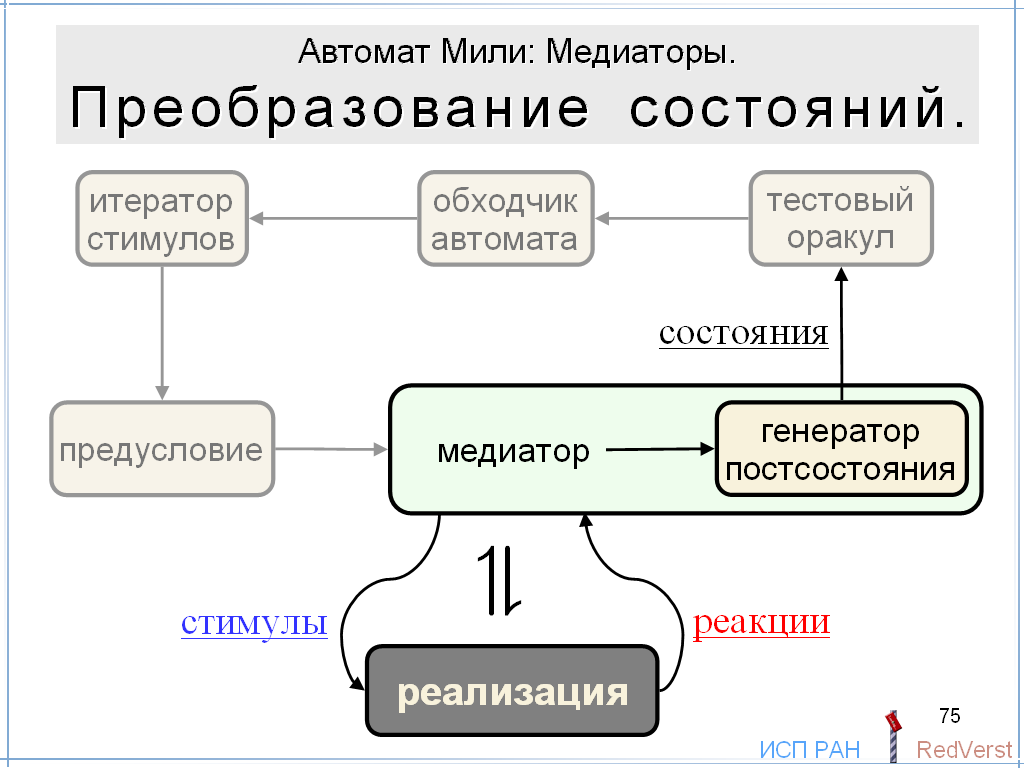 Автомат Мили: Медиаторы.
Преобразование состояний.
итератор
стимулов
обходчик
автомата
тестовый
оракул
состояния
предусловие
медиатор
генератор
постсостояния
стимулы
реакции
реализация
75
ИСП РАН
RedVerst